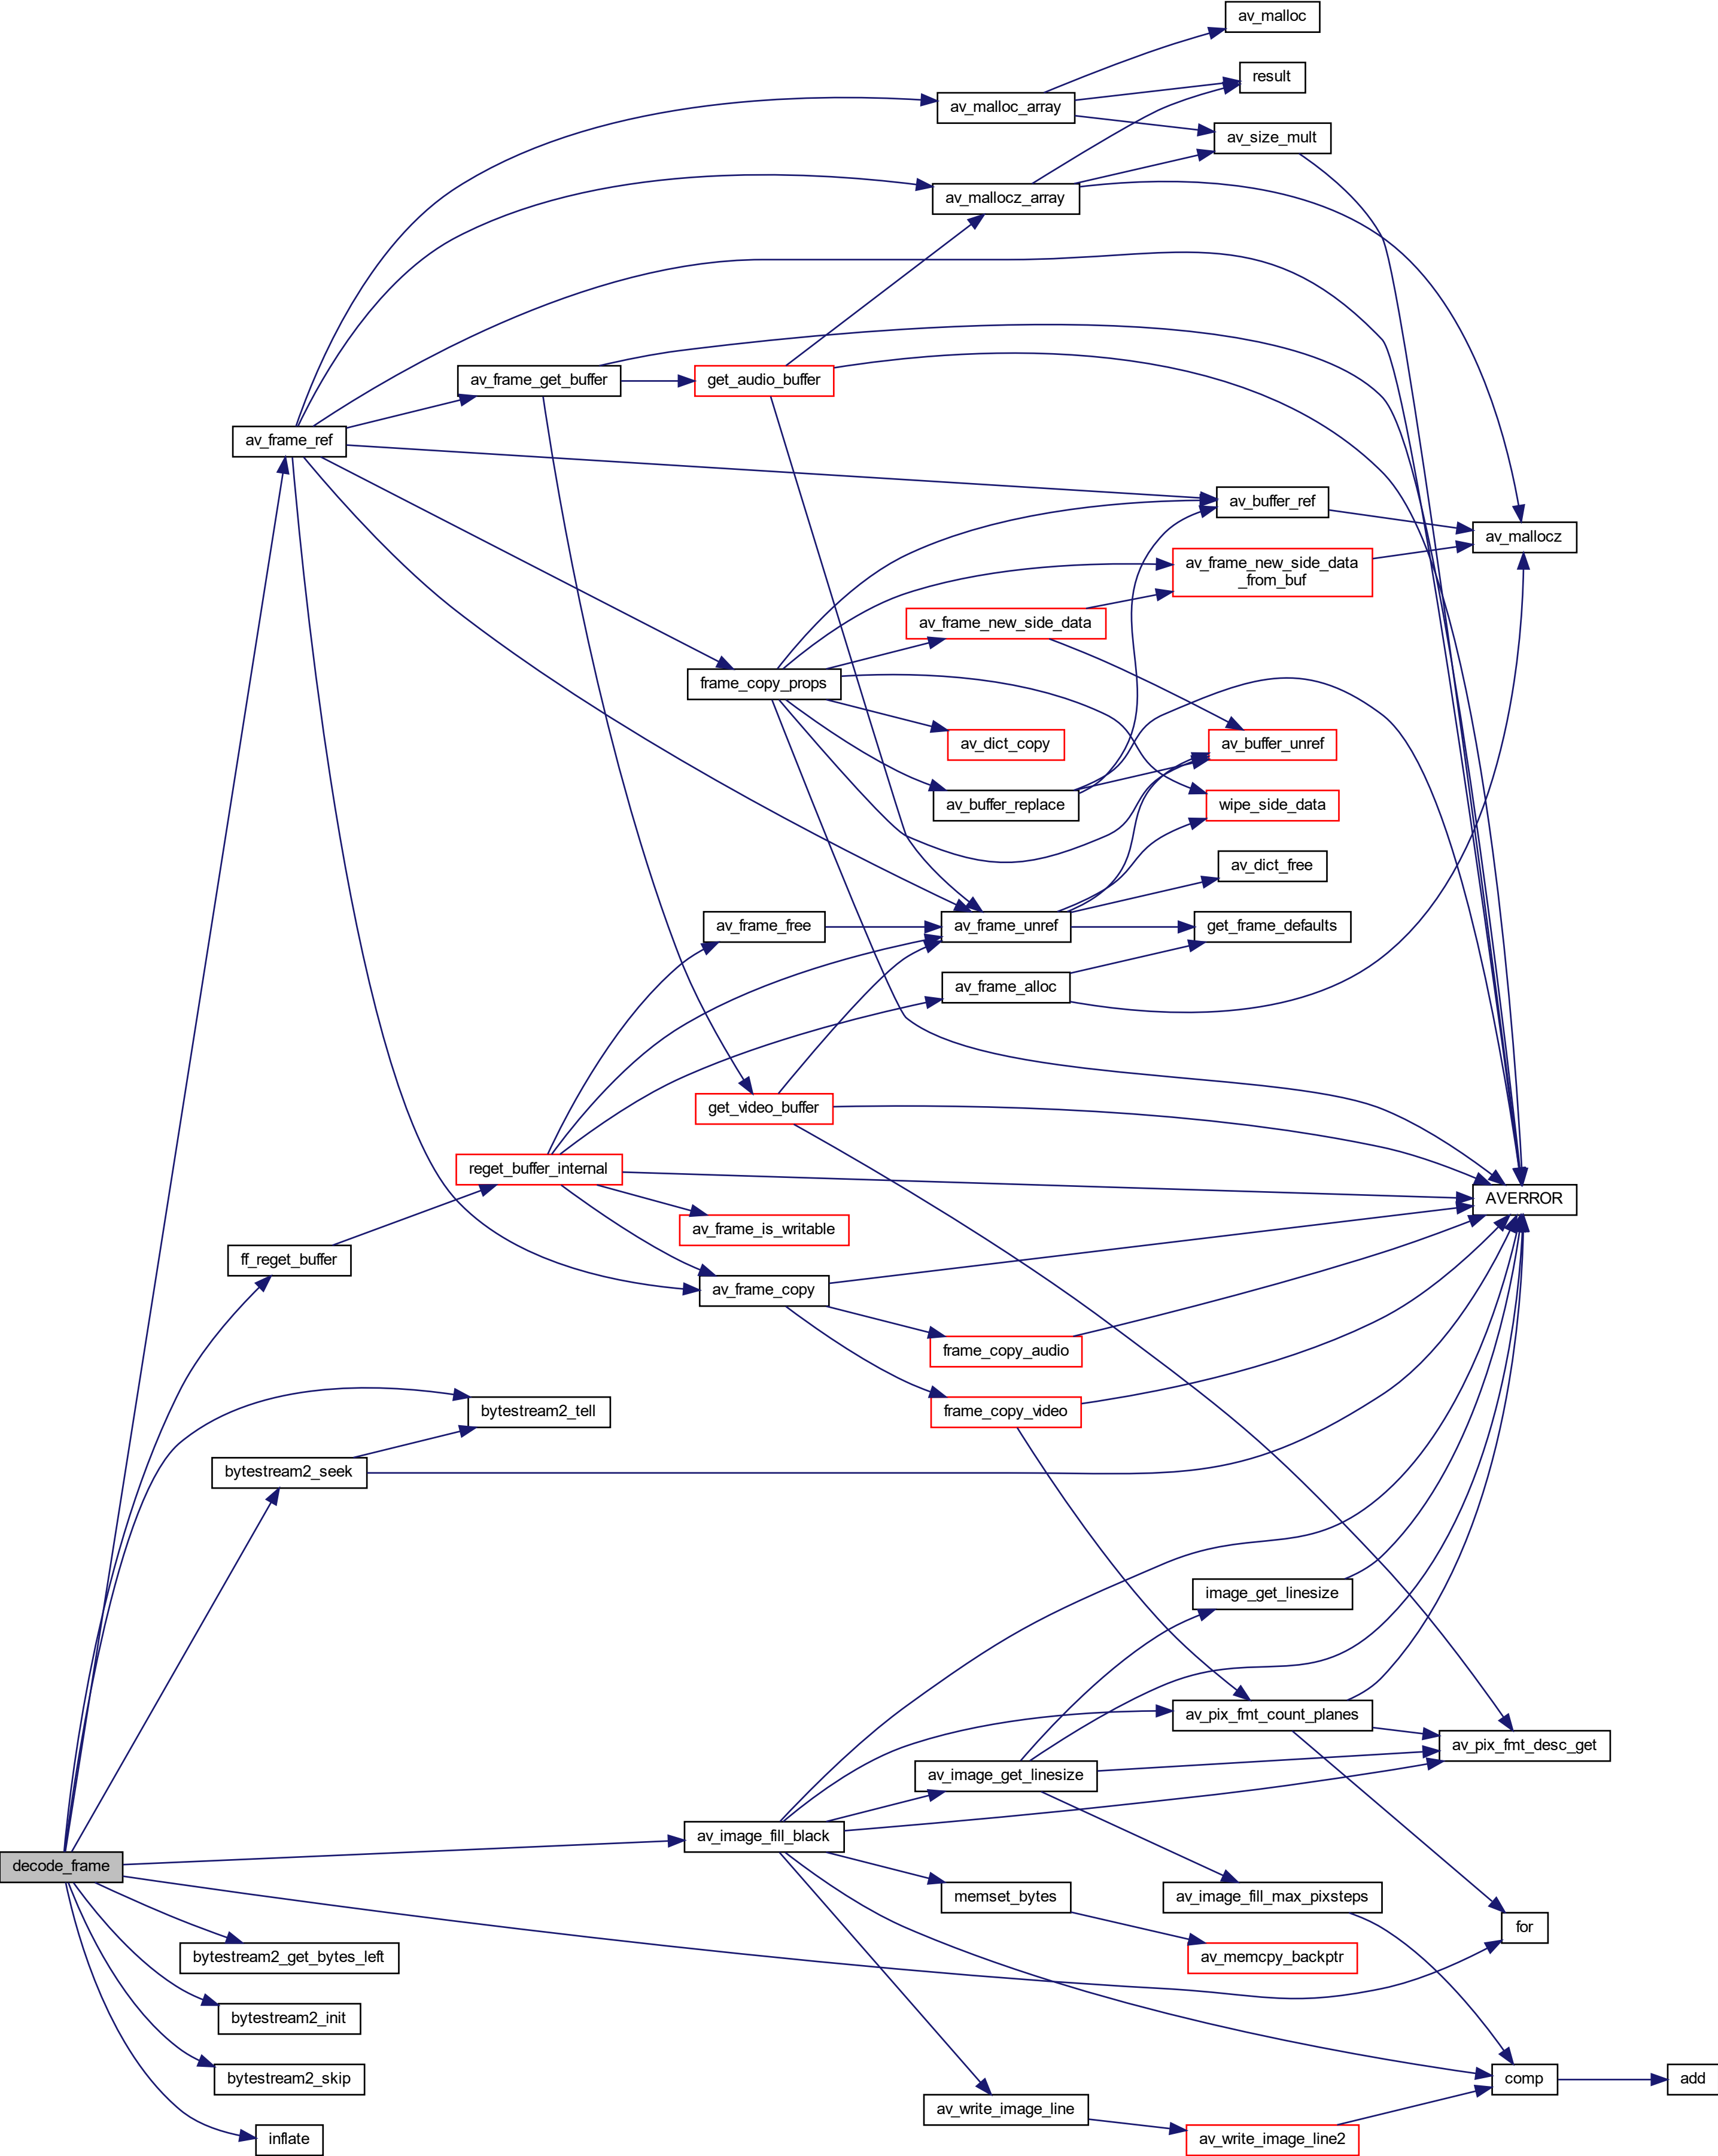 av_malloc
result
av_malloc_array
av_size_mult
av_mallocz_array
av_frame_get_buffer
get_audio_buffer
av_frame_ref
av_buffer_ref
av_mallocz
av_frame_new_side_data
_from_buf
av_frame_new_side_data
frame_copy_props
av_dict_copy
av_buffer_unref
av_buffer_replace
wipe_side_data
av_dict_free
av_frame_free
av_frame_unref
get_frame_defaults
av_frame_alloc
get_video_buffer
reget_buffer_internal
AVERROR
av_frame_is_writable
ff_reget_buffer
av_frame_copy
frame_copy_audio
frame_copy_video
bytestream2_tell
bytestream2_seek
image_get_linesize
av_pix_fmt_count_planes
av_pix_fmt_desc_get
av_image_get_linesize
av_image_fill_black
decode_frame
memset_bytes
av_image_fill_max_pixsteps
for
bytestream2_get_bytes_left
av_memcpy_backptr
bytestream2_init
bytestream2_skip
comp
add
av_write_image_line
inflate
av_write_image_line2